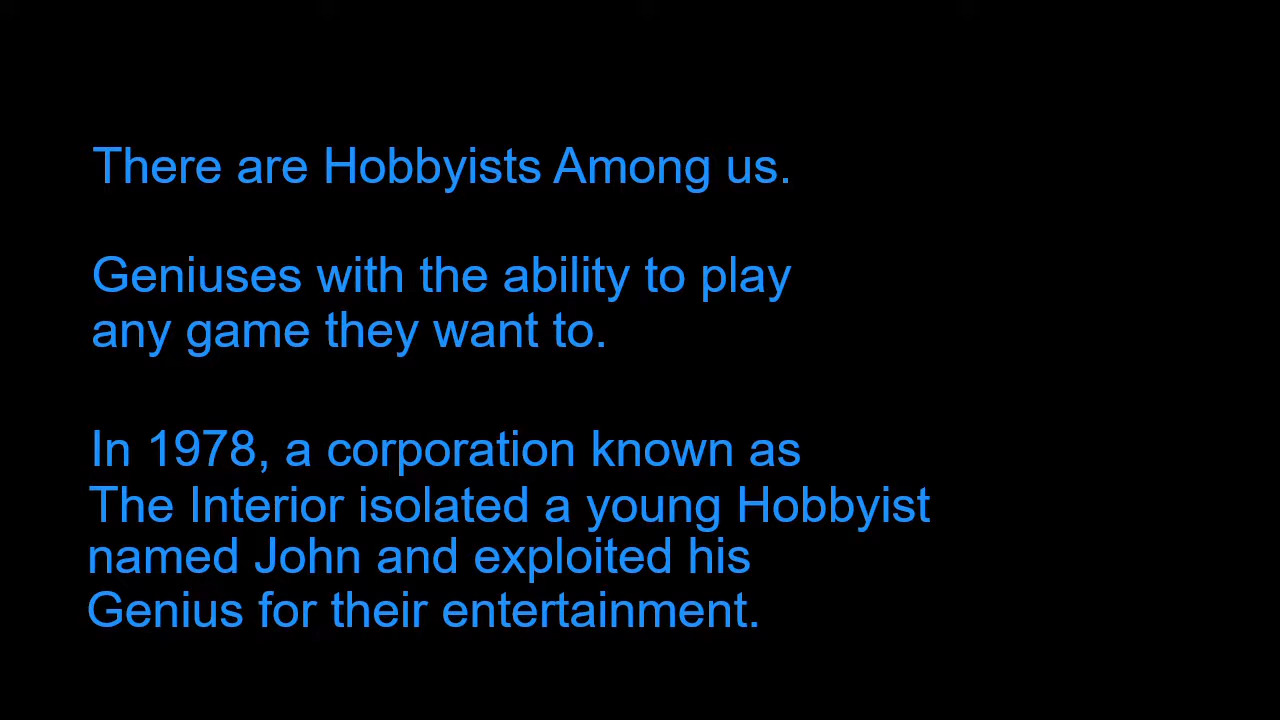 There are Hobbyists Among us.
Geniuses with the ability to play
any game they want to.
In 1978, a corporation known as
The Interior isolated a young Hobbyist
named John and exploited his
Genius for their entertainment.